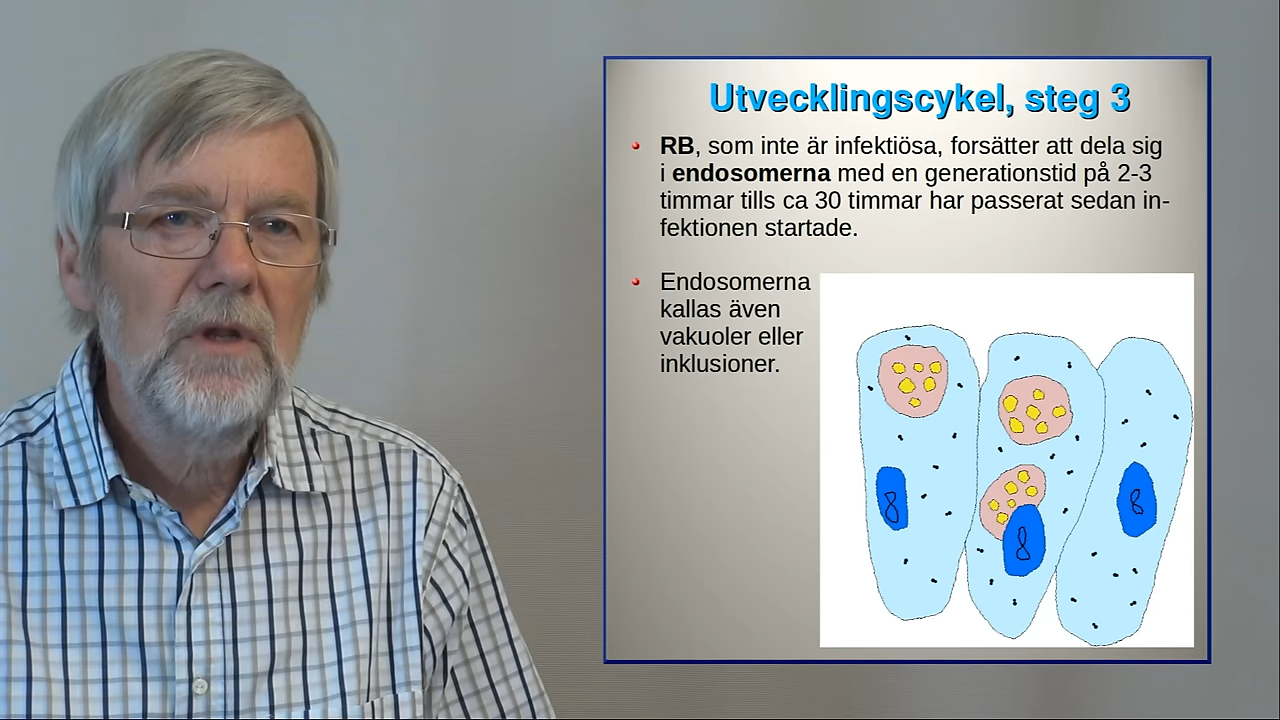 Utvecklingscykel, steg 3
RB, som inte är infektiösa, forsätter att dela sig
i endosomerna med en generationstid på 2-3
timmar tills ca 30 timmar har passerat sedan in-
fektionen startade.
Endosomerna
kallas även
vakuoler eller
inklusioner.